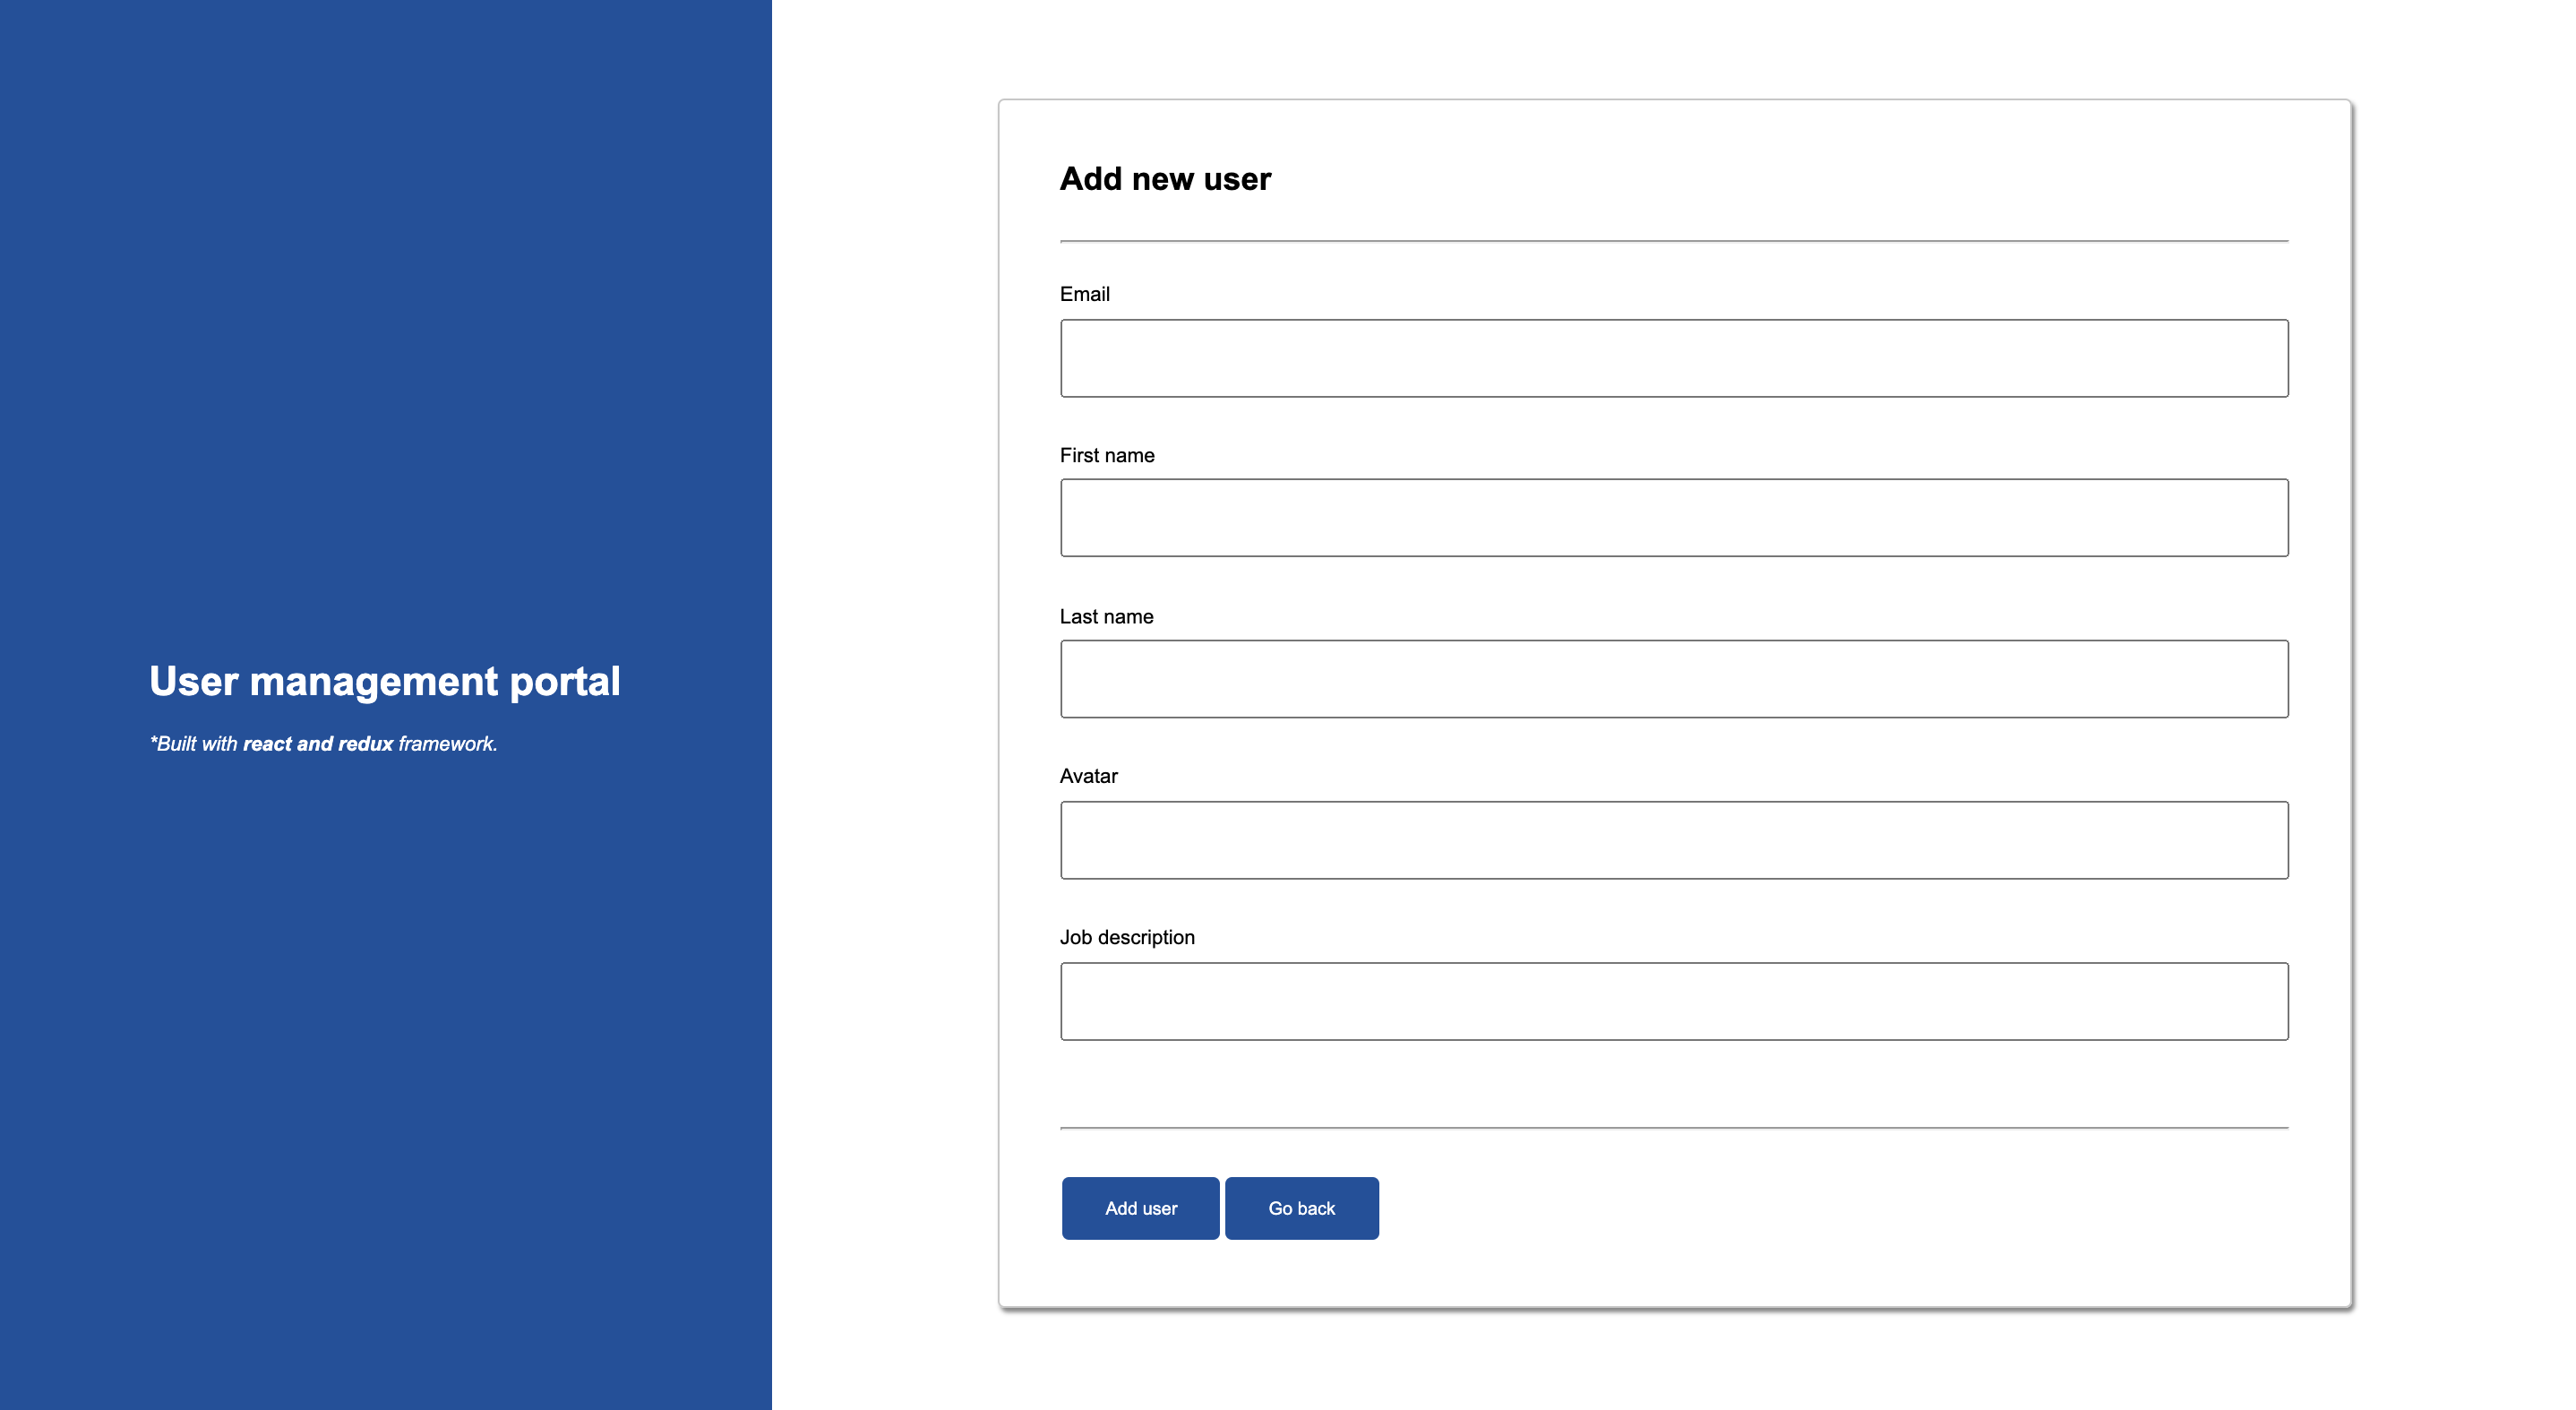 User management portal
*Built with react and redux framework.
Add new user
Email
First name
Last name
Avatar
Job description
Add user
Go back